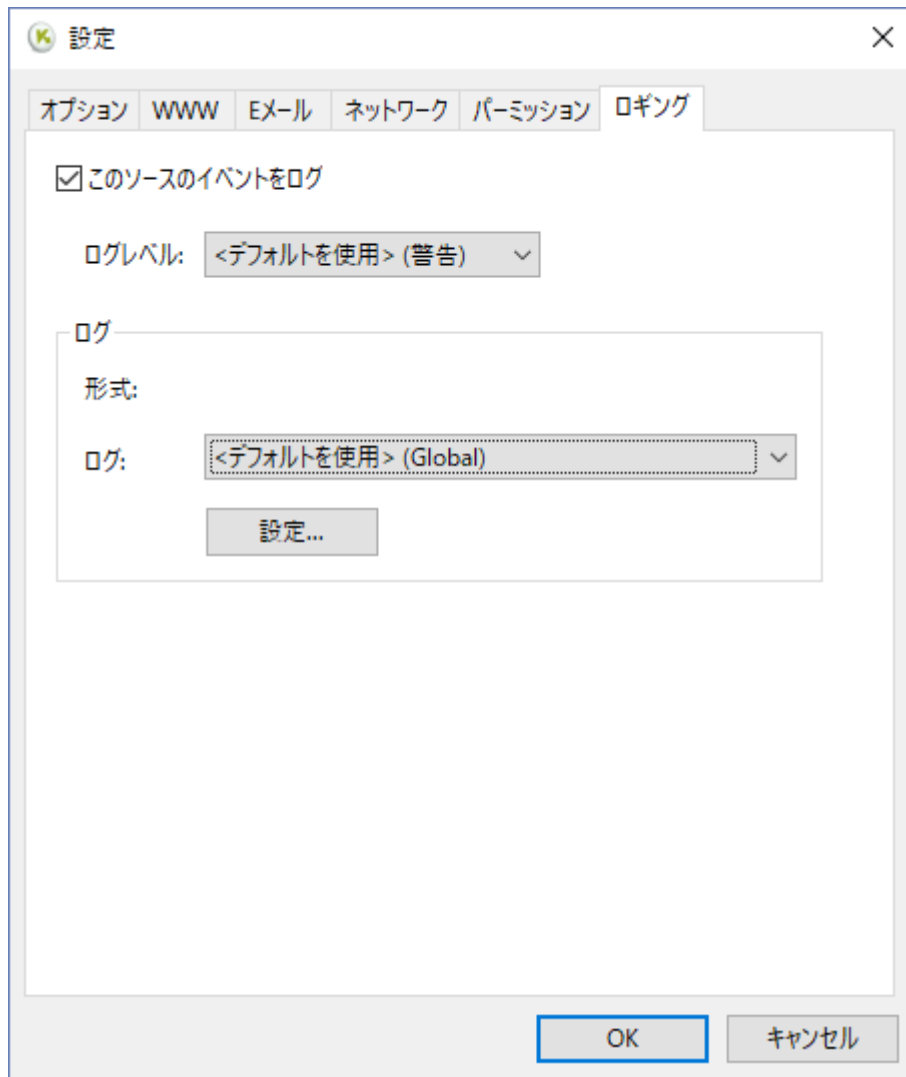 設定
オプション WWW Eメール ネットワーク パーミッション ロギング
このソースのイベントをログ
ログレベル: <デフォルトを使用> (警告)
ログ
形式:
ログ: <デフォルトを使用> (Global)
設定...
OK キャンセル